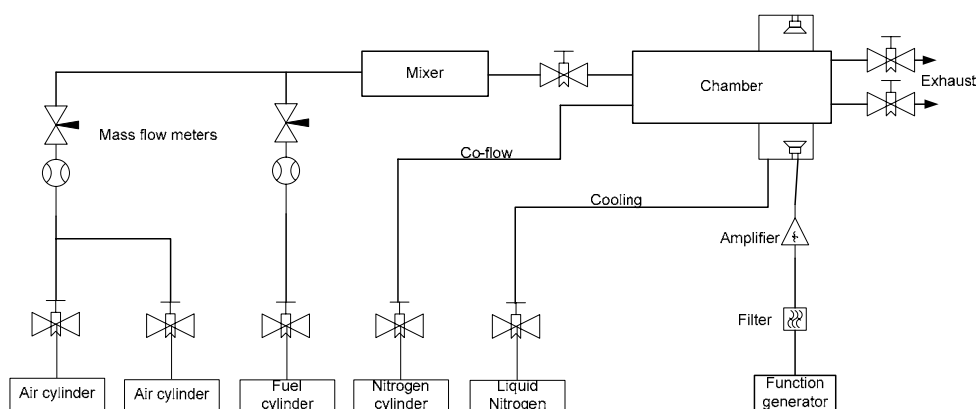 Mixer
Chamber
Exhaust
Mass flow meters
Co-flow
Cooling
Amplifier
Filter
Air cylinder
Air cylinder
Fuel
cylinder
Nitrogen
cylinder
Liquid
Nitrogen
Function
generator